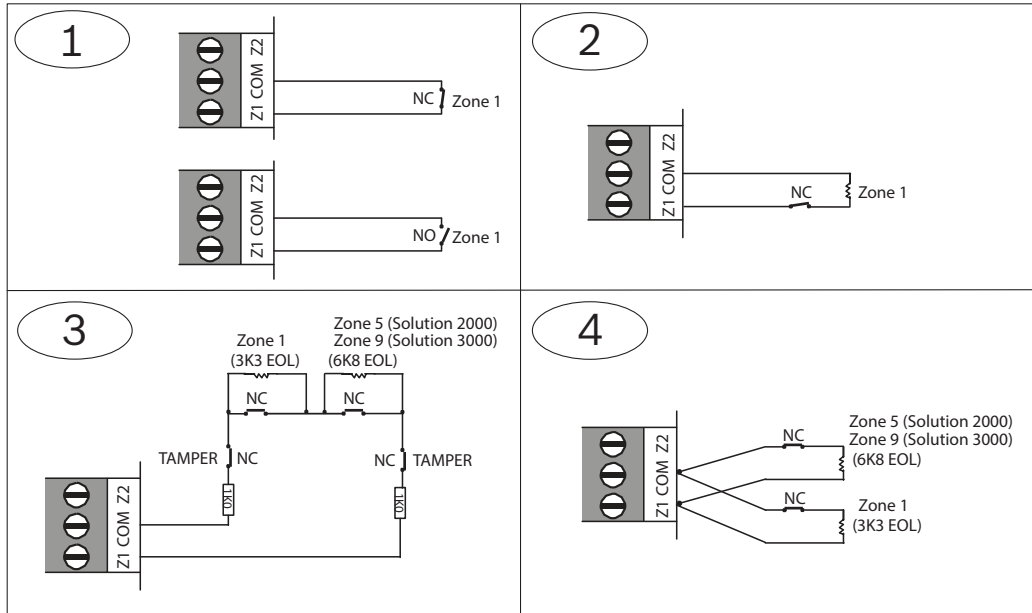 1
Z1 COM Z2
NC
Zone 1
Z1 COM Z2
NO
Zone 1
2
Z1 COM Z2
NC
Zone 1
3
Zone 1
(3K3 EOL)
Zone 5 (Solution 2000)
Zone 9 (Solution 3000)
(6K8 EOL)
NC
NC
TAMPER
NC
NC
TAMPER
1K0
1K0
Z1 COM Z2
4
Z1 COM Z2
NC
Zone 5 (Solution 2000)
Zone 9 (Solution 3000)
(6K8 EOL)
NC
Zone 1
(3K3 EOL)